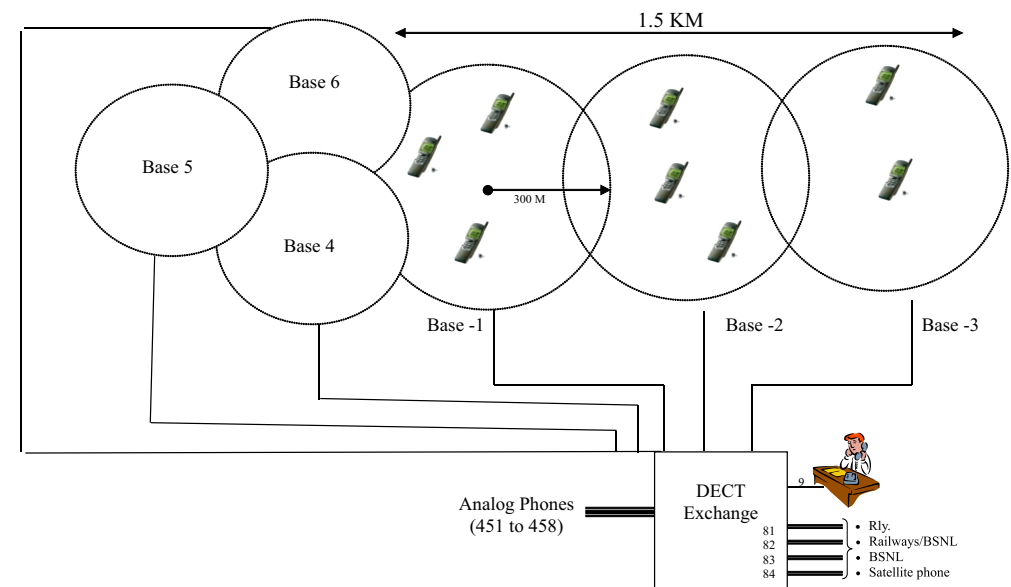 1.5 KM
Base 6
Base 5
Base 4
300 M
Base -1
Base -2
Base -3
Analog Phones
(451 to 458)
DECT
Exchange
9
81
82
83
84
• Rly.
• Railways/BSNL
• BSNL
• Satellite phone